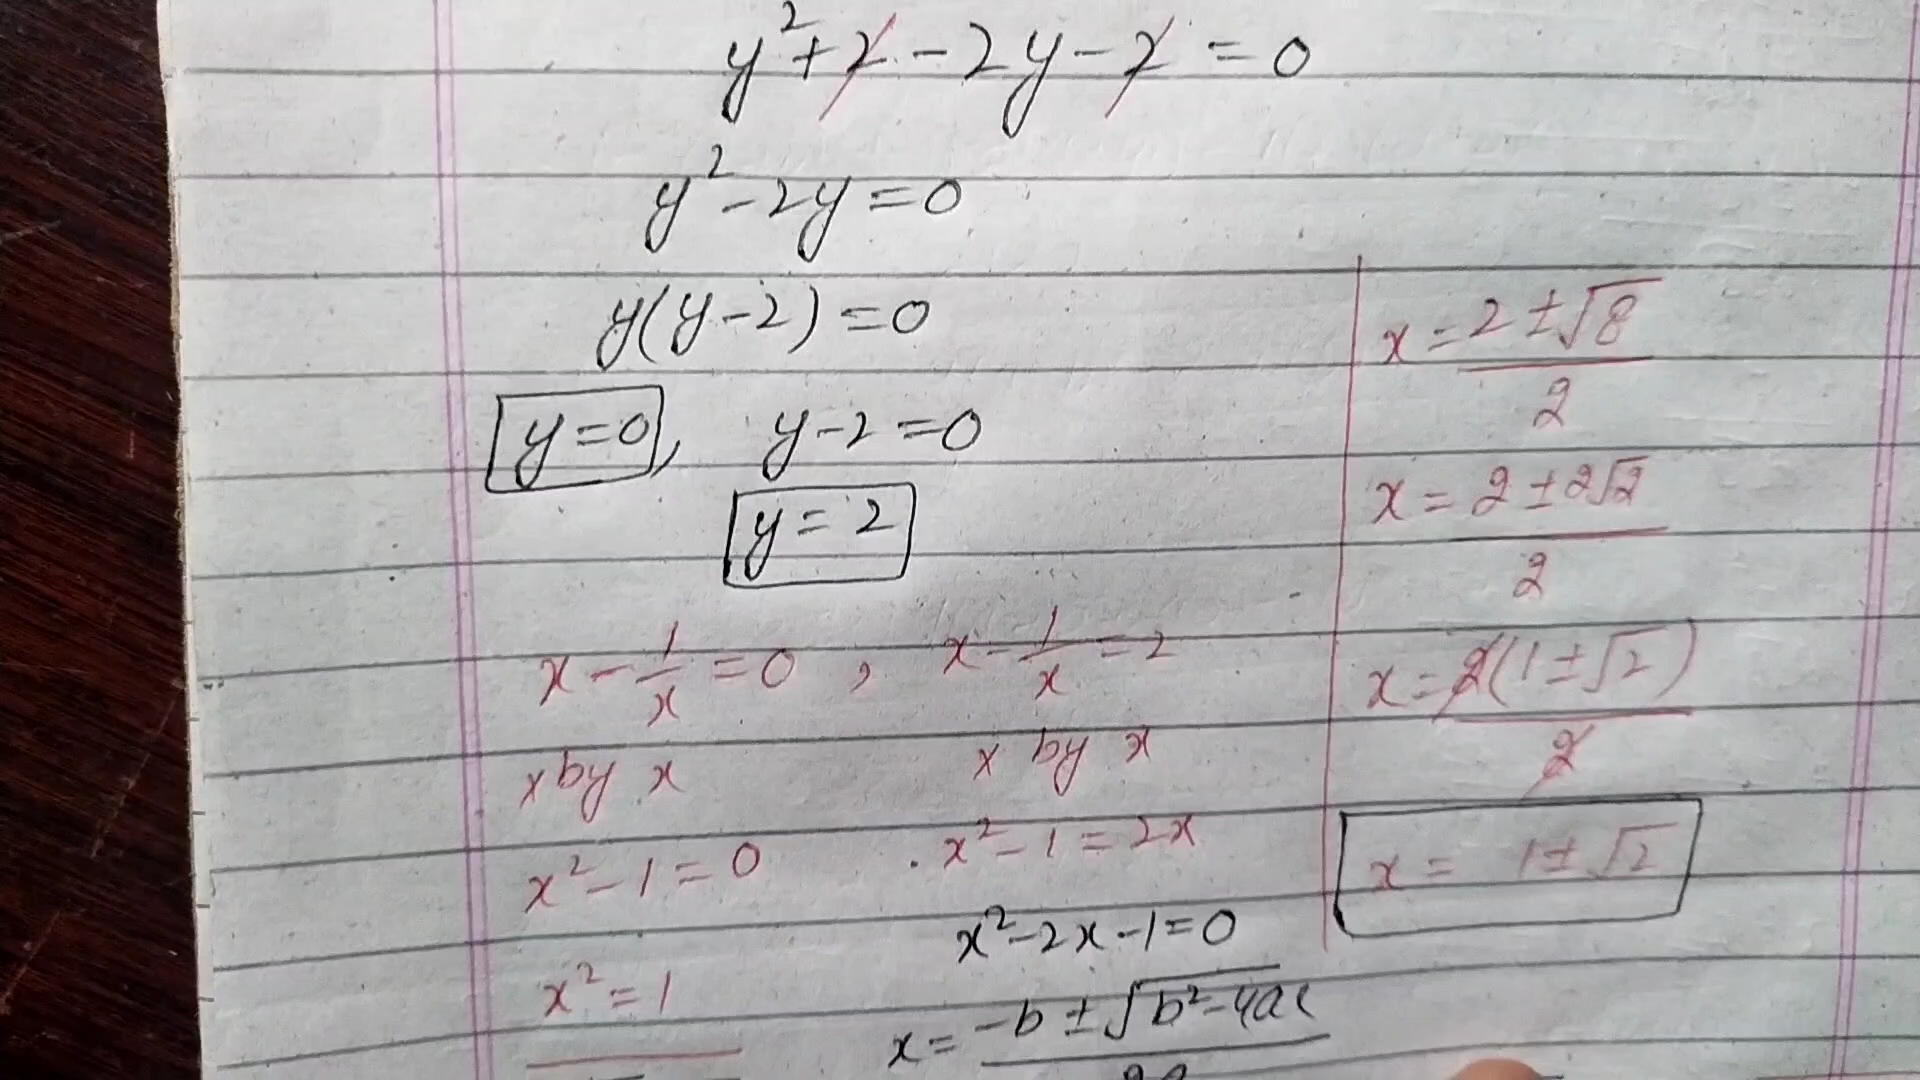 y²+2-2y-2=0
y²-2y=0
y(y-2)=0
y=0, y-2=0
y=2
x-1/x=0, x-1/x=2
x by x x by x
x²-1=0 x²-1=2x
x²-2x-1=0
x²=1
x=-b±√b²-4ac/2a
x=2±√8/2
x=2±2√2/2
x=2(1±√2)/2
x=1±√2